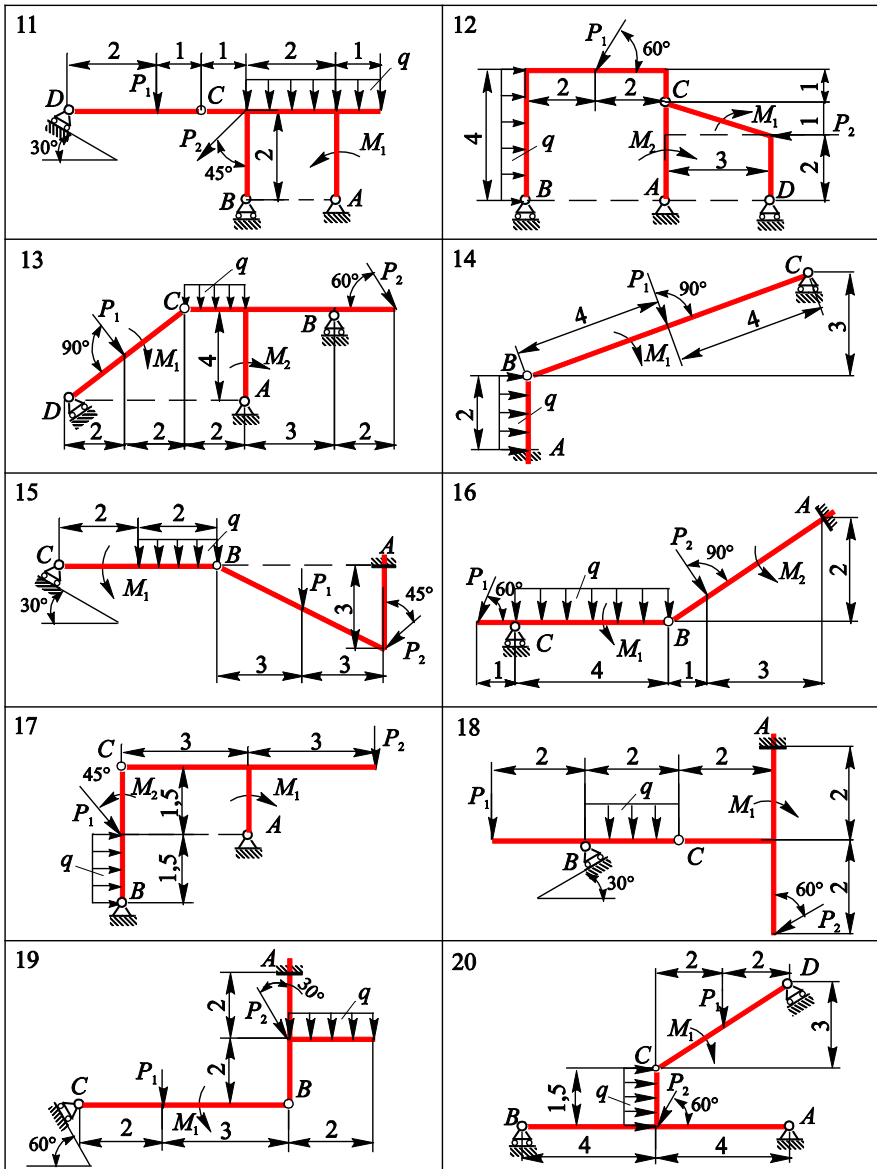 11
2 1 1 2 1
P₁ C q
D
30°
P₂
45°
2
M₁
B A
12
P₁
60°
2 2
C
1
1
M₁
P₂
4
q
M₂
3
2
B A D
13
C
q
60°
P₂
P₁
B
90°
M₁
4
M₂
D
A
2 2 2 3 2
14
C
P₁
90°
4
M₁
4
3
B
2
q
A
15
2 2
q
C
B
A
M₁
30°
P₁
3
45°
P₂
3 3
16
A
P₂
90°
P₁
60°
q
M₂
2
C
M₁
B
1 4 1 3
17
C
3 3
P₂
45°
M₂
1,5
M₁
P₁
A
q
1,5
B
18
A
2 2 2
P₁
q
M₁
2
B
C
30°
60°
2
P₂
19
A
30°
2
P₂
q
2
C
P₁
B
M₁
60°
2 3 2
20
2 2
D
P₁
M₁
3
C
1,5
q
P₂
60°
B
A
4 4